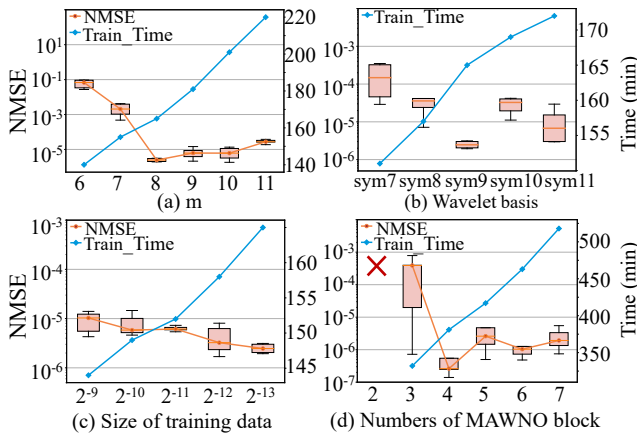 NMSE
Train_Time
10¹
10⁻¹
10⁻³
10⁻⁵
NMSE
220
200
180
160
140
6 7 8 9 10 11
(a) m
Train_Time
10⁻³
10⁻⁴
10⁻⁵
10⁻⁶
170
165
160
155
Time (min)
sym7 sym8 sym9 sym10 sym11
(b) Wavelet basis
NMSE
Train_Time
10⁻³
10⁻⁴
10⁻⁵
10⁻⁶
NMSE
160
156
152
148
144
2⁻⁹ 2⁻¹⁰ 2⁻¹¹ 2⁻¹² 2⁻¹³
(c) Size of training data
NMSE
Train_Time
10⁻³
10⁻⁴
10⁻⁵
10⁻⁶
10⁻⁷
500
450
400
350
Time (min)
2 3 4 5 6 7
(d) Numbers of MAWNO block